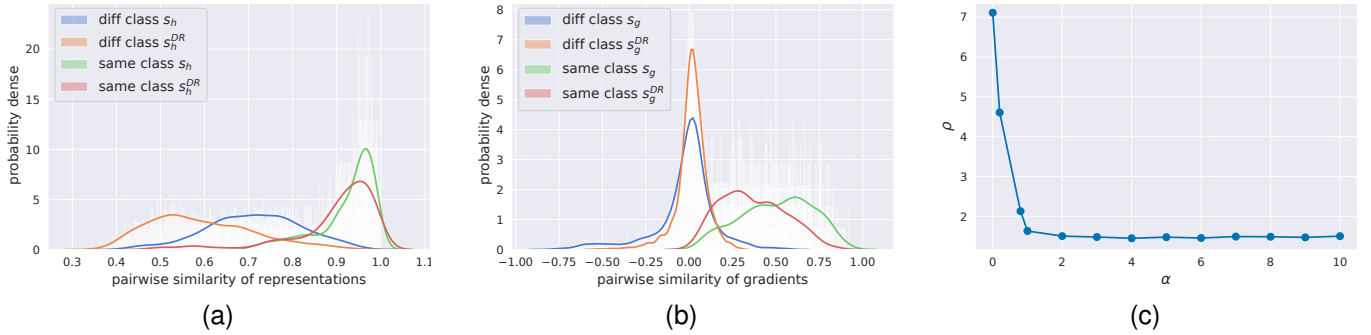 diff class s_h
diff class s_h^DR
same class s_h
same class s_h^DR
probability dense
20
15
10
5
0
0.3 0.4 0.5 0.6 0.7 0.8 0.9 1.0 1.1
pairwise similarity of representations
(a)
diff class s_g
diff class s_g^DR
same class s_g
same class s_g^DR
probability dense
8
7
6
5
4
3
2
1
0
−1.00 −0.75 −0.50 −0.25 0.00 0.25 0.50 0.75 1.00
pairwise similarity of gradients
(b)
ρ
7
6
5
4
3
2
0 2 4 6 8 10
α
(c)